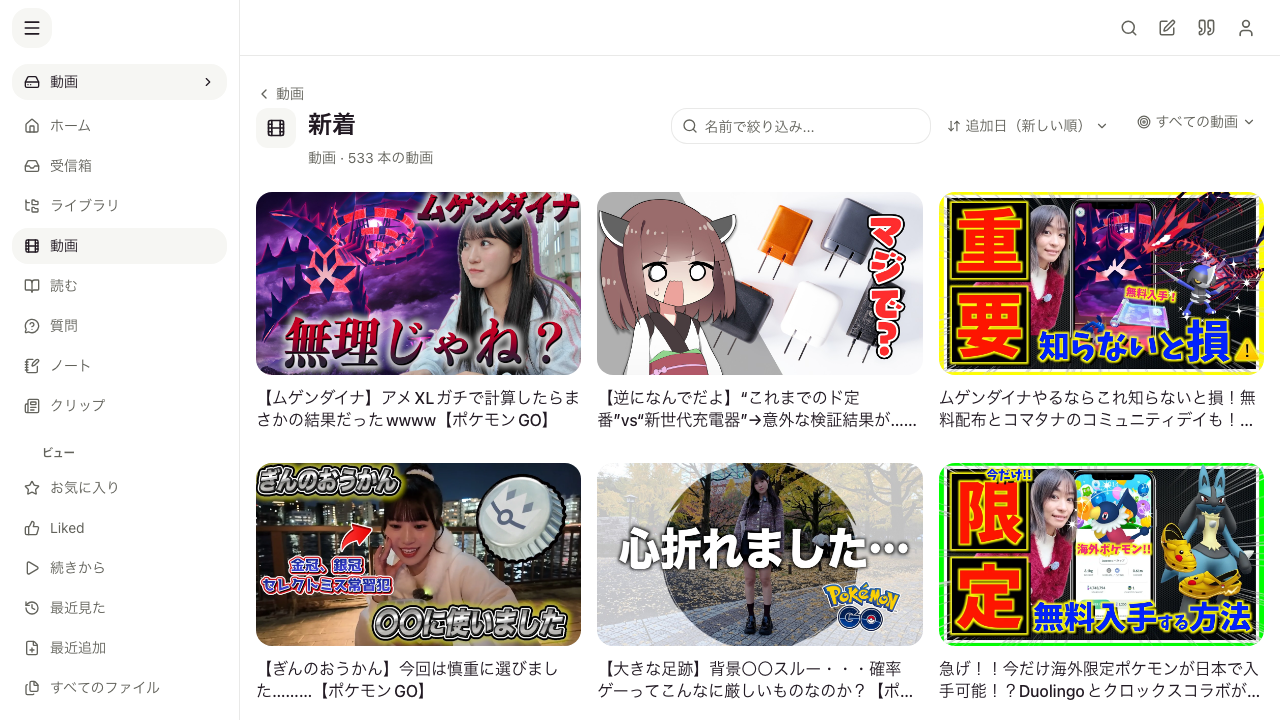 動画
ホーム
受信箱
ライブラリ
動画
読む
質問
ノート
クリップ
ビュー
お気に入り
Liked
続きから
最近見た
最近追加
すべてのファイル
動画
新着
動画 · 533 本の動画
名前で絞り込み...
追加日（新しい順）
すべての動画
ムゲンダイナ
無理じゃね？
【ムゲンダイナ】アメXLガチで計算したらま
さかの結果だったwwww【ポケモンGO】
マジで？
【逆になんでだよ】“これまでのド定
番”vs“新世代充電器”→意外な検証結果が……
重要
無料入手！
知らないと損
ムゲンダイナやるならこれ知らないと損！無
料配布とコマタナのコミュニティデイも！...
ぎんのおうかん
金冠、銀冠
セレクトミス常習犯
〇〇に使いました
【ぎんのおうかん】今回は慎重に選びまし
た………【ポケモンGO】
心折れました…
Pokémon
GO
【大きな足跡】背景〇〇スルー・・・確率
ゲーってこんなに厳しいものなのか？【ポ...
今だけ!!
限定
海外ポケモン!!
無料入手する方法
急げ！！今だけ海外限定ポケモンが日本で入
手可能！？Duolingoとクロックスコラボが...